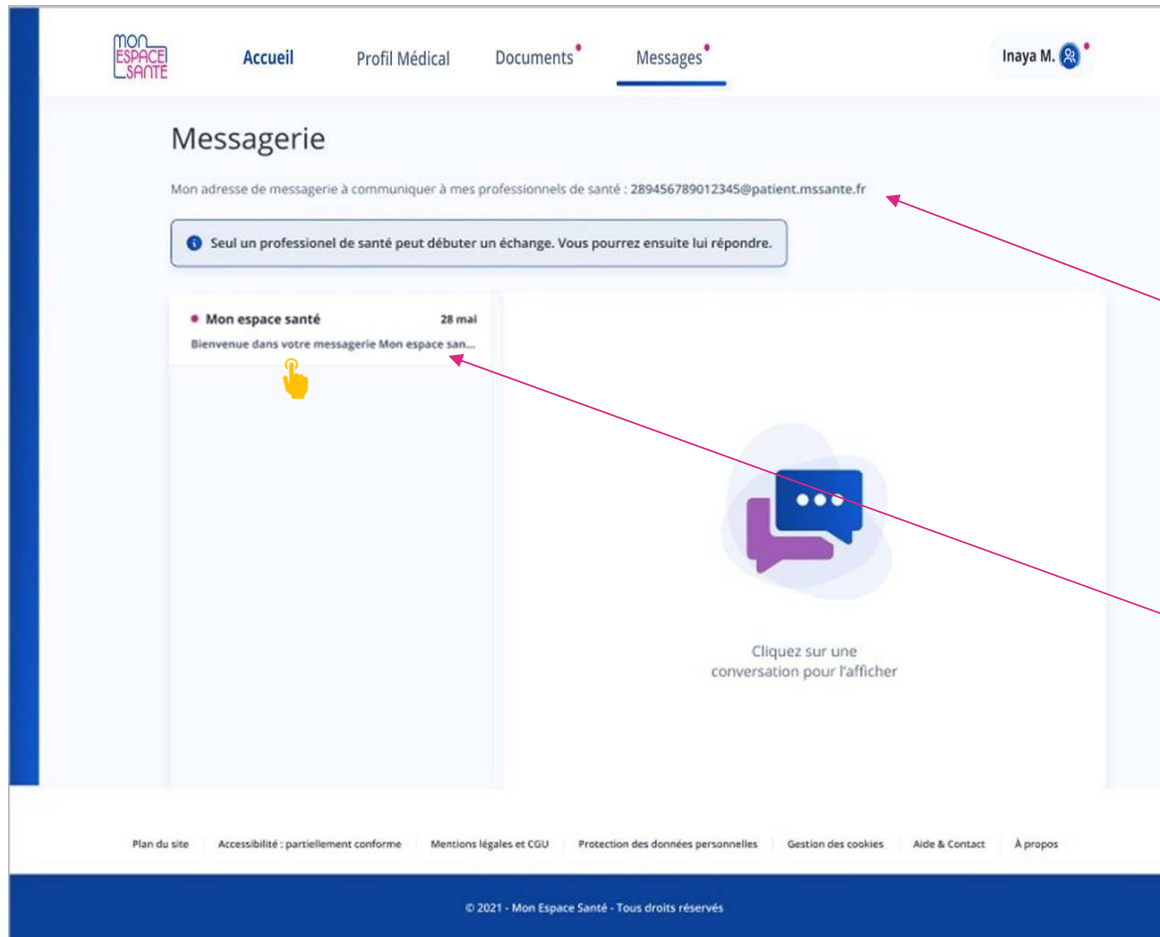 mon
ESPACE
SANTÉ
Accueil
Profil Médical
Documents
Messages
Inaya M.
Messagerie
Mon adresse de messagerie à communiquer à mes professionnels de santé : 289456789012345@patient.mssante.fr
Seul un professionel de santé peut débuter un échange. Vous pourrez ensuite lui répondre.
Mon espace santé 28 mai
Bienvenue dans votre messagerie Mon espace san...
Cliquez sur une
conversation pour l'afficher
Plan du site Accessibilité : partiellement conforme Mentions légales et CGU Protection des données personnelles Gestion des cookies Aide & Contact À propos
© 2021 - Mon Espace Santé - Tous droits réservés